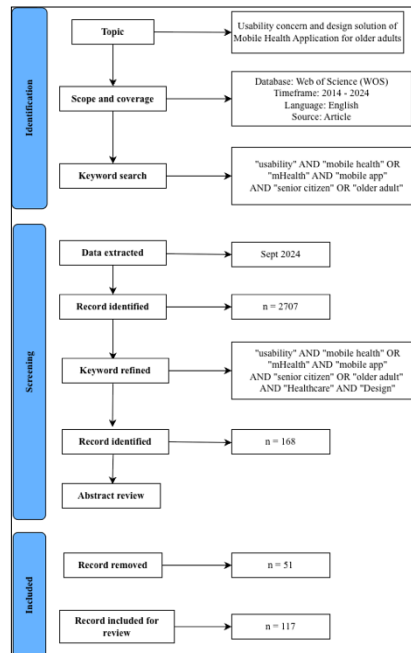 Identification
Topic
Usability concern and design solution of
Mobile Health Application for older adults
Scope and coverage
Database: Web of Science (WOS)
Timeframe: 2014 - 2024
Language: English
Source: Article
Keyword search
"usability" AND "mobile health" OR
"mHealth" AND "mobile app"
AND "senior citizen" OR "older adult"
Screening
Data extracted
Sept 2024
Record identified
n = 2707
Keyword refined
"usability" AND "mobile health" OR
"mHealth" AND "mobile app"
AND "senior citizen" OR "older adult"
AND "Healthcare" AND "Design"
Record identified
n = 168
Abstract review
Included
Record removed
n = 51
Record included for
review
n = 117